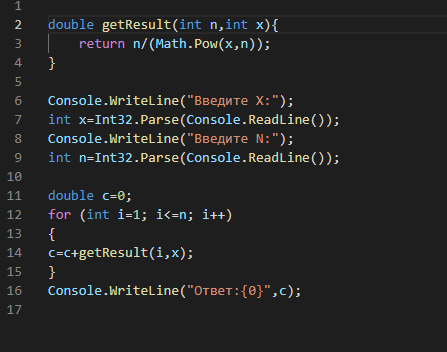 1
2 double getResult(int n,int x){
3 return n/(Math.Pow(x,n));
4 }
5
6 Console.WriteLine("Введите X:");
7 int x=Int32.Parse(Console.ReadLine());
8 Console.WriteLine("Введите N:");
9 int n=Int32.Parse(Console.ReadLine());
10
11 double c=0;
12 for (int i=1; i<=n; i++)
13 {
14 c=c+getResult(i,x);
15 }
16 Console.WriteLine("Ответ:{0}",c);
17